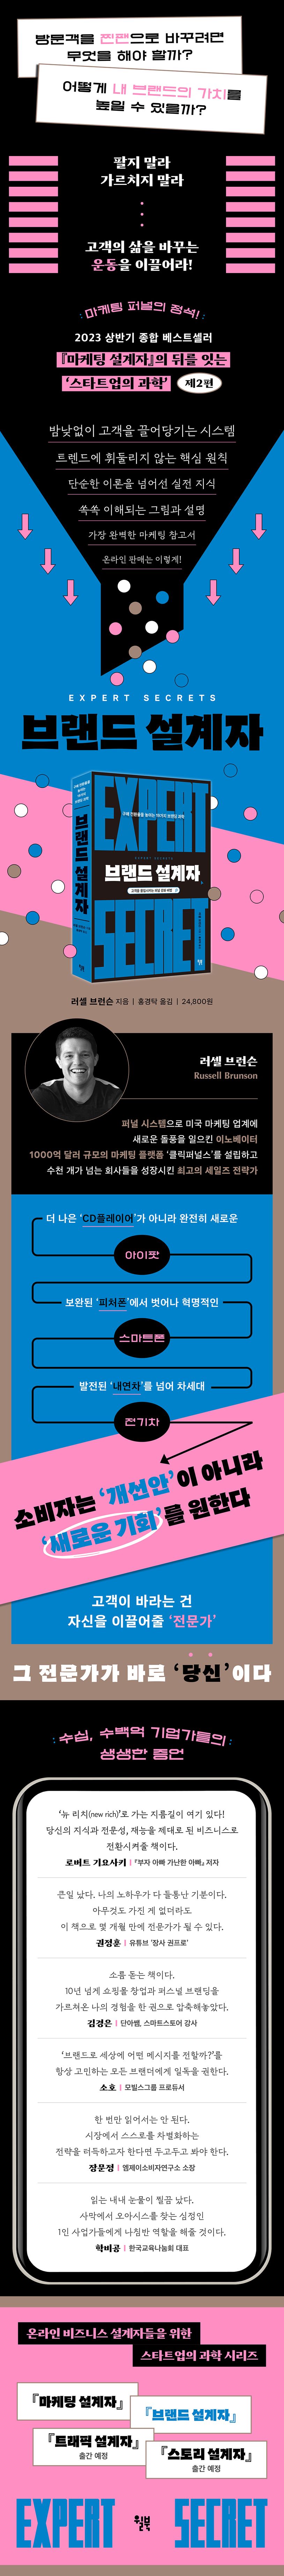 방문객을 찐팬으로 바꾸려면
무엇을 해야 할까?
어떻게 내 브랜드의 가치를
높일 수 있을까?
팔지 말라
가르치지 말라
고객의 삶을 바꾸는
운동을 이끌어라!
마케팅 퍼널의 정석!
2023 상반기 종합 베스트셀러
『마케팅 설계자』의 뒤를 잇는
‘스타트업의 과학’ 제2편
밤낮없이 고객을 끌어당기는 시스템
트렌드에 휘둘리지 않는 핵심 원칙
단순한 이론을 넘어선 실전 지식
쏙쏙 이해되는 그림과 설명
가장 완벽한 마케팅 참고서
온라인 판매는 이렇게!
EXPERT SECRETS
브랜드 설계자
브랜드 설계자
EXPERT
EXPERT SECRETS
브랜드 설계자
SECRETS
러셀 브런슨 지음 | 홍경탁 옮김 | 24,800원
러셀 브런슨
Russell Brunson
퍼널 시스템으로 미국 마케팅 업계에
새로운 돌풍을 일으킨 이노베이터
1000억 달러 규모의 마케팅 플랫폼 ‘클릭퍼널스’를 설립하고
수천 개가 넘는 회사들을 성장시킨 최고의 세일즈 전략가
더 나은 ‘CD플레이어’가 아니라 완전히 새로운
아이팟
보완된 ‘피처폰’에서 벗어나 혁명적인
스마트폰
발전된 ‘내연차’를 넘어 차세대
전기차
소비자는 ‘개선안’이 아니라
‘새로운 기회’를 원한다
고객이 바라는 건
자신을 이끌어줄 ‘전문가’
그 전문가가 바로 ‘당신’이다
수십, 수백억 기업가들의
생생한 증언
‘뉴 리치(new rich)’로 가는 지름길이 여기 있다!
당신의 지식과 전문성, 재능을 제대로 된 비즈니스로
전환시켜줄 책이다.
로버트 기요사키 | 『부자 아빠 가난한 아빠』 저자
큰일 났다. 나의 노하우가 다 들통난 기분이다.
아무것도 가진 게 없더라도
이 책으로 몇 개월 만에 전문가가 될 수 있다.
권정훈 | 유튜브 ‘장사 권프로’
소름 돋는 책이다.
10년 넘게 쇼핑몰 창업과 퍼스널 브랜딩을
가르쳐온 나의 경험을 한 권으로 압축해놓았다.
김경은 | 단아쌤, 스마트스토어 강사
‘브랜드로 세상에 어떤 메시지를 전할까?’를
항상 고민하는 모든 브랜더에게 일독을 권한다.
소호 | 모빌스그룹 프로듀서
한 번만 읽어서는 안 된다.
시장에서 스스로를 차별화하는
전략을 터득하고자 한다면 두고두고 봐야 한다.
장문정 | 엠제이소비자연구소 소장
읽는 내내 눈물이 찔끔 났다.
사막에서 오아시스를 찾는 심정인
1인 사업가들에게 나침반 역할을 해줄 것이다.
학비공 | 한국교육나눔회 대표
온라인 비즈니스 설계자들을 위한
스타트업의 과학 시리즈
『마케팅 설계자』
『브랜드 설계자』
『트래픽 설계자』
출간 예정
『스토리 설계자』
출간 예정
EXPERT
윌북
SECRET